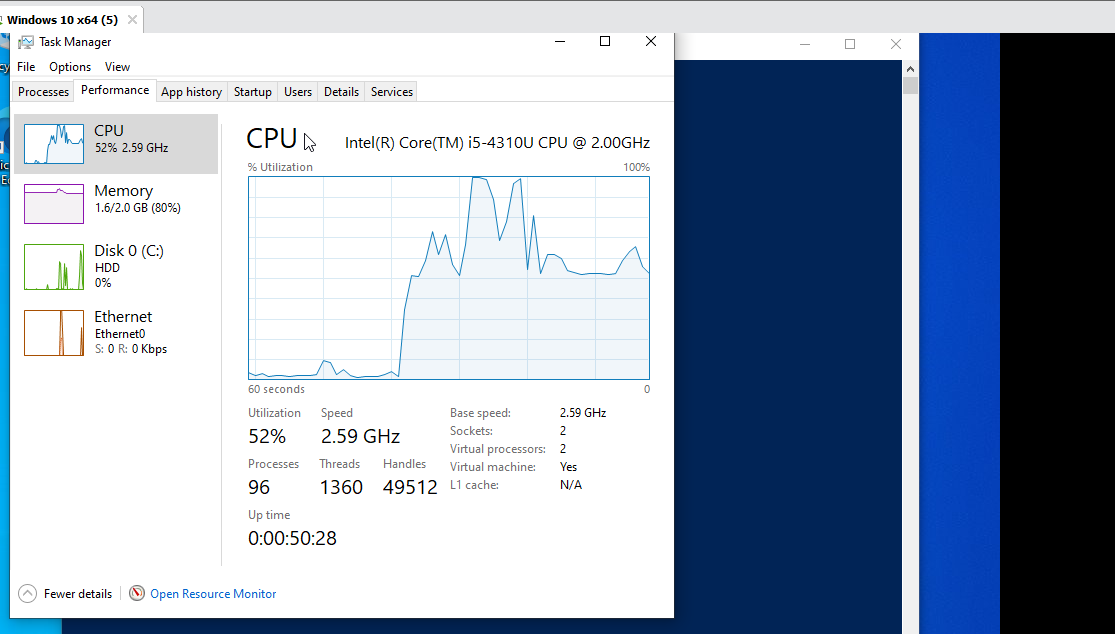 Windows 10 x64 (5)
Task Manager
File Options View
Processes Performance App history Startup Users Details Services
CPU
52% 2.59 GHz
Memory
1.6/2.0 GB (80%)
Disk 0 (C:)
HDD
0%
Ethernet
Ethernet0
S: 0 R: 0 Kbps
CPU Intel(R) Core(TM) i5-4310U CPU @ 2.00GHz
% Utilization 100%
60 seconds 0
Utilization Speed
52% 2.59 GHz
Processes Threads Handles
96 1360 49512
Up time
0:00:50:28
Base speed: 2.59 GHz
Sockets: 2
Virtual processors: 2
Virtual machine: Yes
L1 cache: N/A
Fewer details Open Resource Monitor